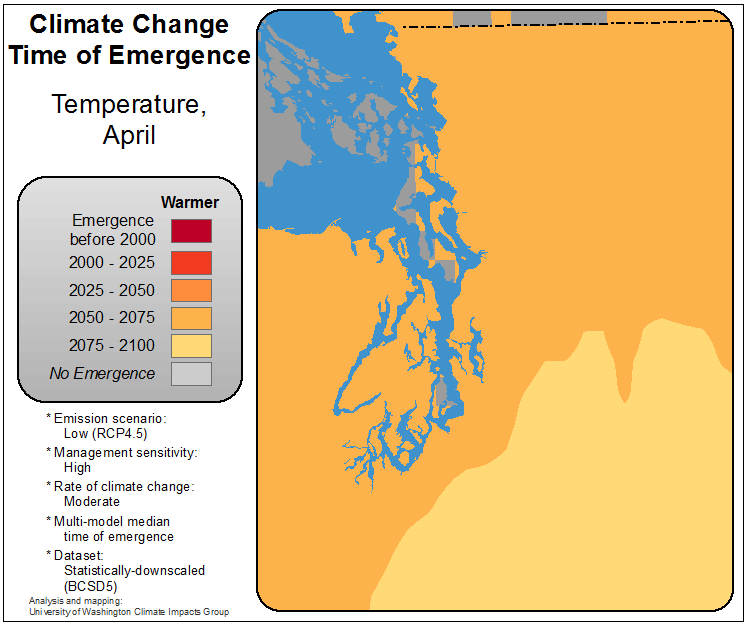 Climate Change
Time of Emergence
Temperature,
April
Warmer
Emergence
before 2000
2000 - 2025
2025 - 2050
2050 - 2075
2075 - 2100
No Emergence
* Emission scenario:
Low (RCP4.5)
* Management sensitivity:
High
* Rate of climate change:
Moderate
* Multi-model median
time of emergence
* Dataset:
Statistically-downscaled
(BCSD5)
Analysis and mapping:
University of Washington Climate Impacts Group